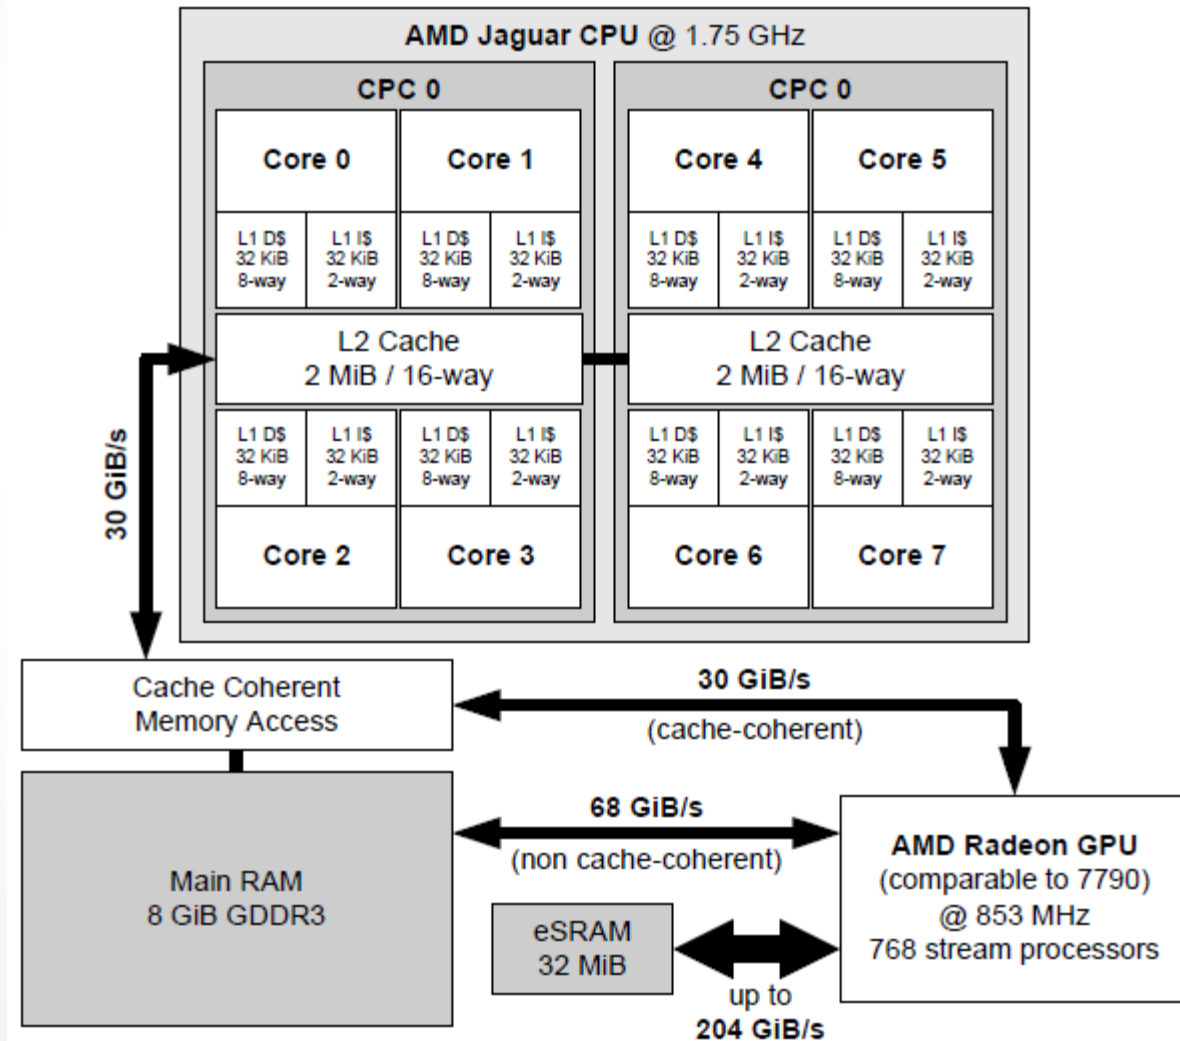 AMD Jaguar CPU @ 1.75 GHz
CPC 0
CPC 0
Core 0
Core 1
Core 4
Core 5
L1 D$
32 KiB
8-way
L1 I$
32 KiB
2-way
L1 D$
32 KiB
8-way
L1 I$
32 KiB
2-way
L1 D$
32 KiB
8-way
L1 I$
32 KiB
2-way
L1 D$
32 KiB
8-way
L1 I$
32 KiB
2-way
L2 Cache
2 MiB / 16-way
L2 Cache
2 MiB / 16-way
L1 D$
32 KiB
8-way
L1 I$
32 KiB
2-way
L1 D$
32 KiB
8-way
L1 I$
32 KiB
2-way
L1 D$
32 KiB
8-way
L1 I$
32 KiB
2-way
L1 D$
32 KiB
8-way
L1 I$
32 KiB
2-way
Core 2
Core 3
Core 6
Core 7
30 GiB/s
Cache Coherent
Memory Access
30 GiB/s
(cache-coherent)
68 GiB/s
(non cache-coherent)
Main RAM
8 GiB GDDR3
eSRAM
32 MiB
up to
204 GiB/s
AMD Radeon GPU
(comparable to 7790)
@ 853 MHz
768 stream processors